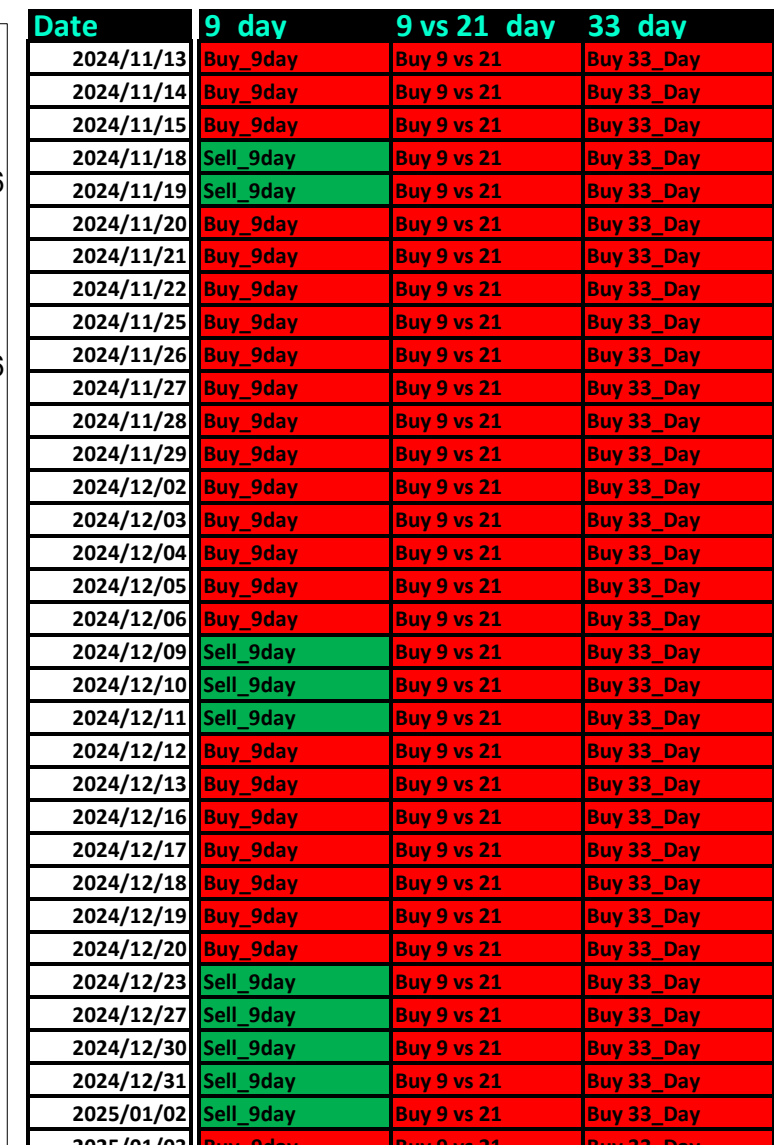 Date 9_day 9 vs 21_day 33_day
2024/11/13 Buy_9day Buy 9 vs 21 Buy 33_Day
2024/11/14 Buy_9day Buy 9 vs 21 Buy 33_Day
2024/11/15 Buy_9day Buy 9 vs 21 Buy 33_Day
2024/11/18 Sell_9day Buy 9 vs 21 Buy 33_Day
2024/11/19 Sell_9day Buy 9 vs 21 Buy 33_Day
2024/11/20 Buy_9day Buy 9 vs 21 Buy 33_Day
2024/11/21 Buy_9day Buy 9 vs 21 Buy 33_Day
2024/11/22 Buy_9day Buy 9 vs 21 Buy 33_Day
2024/11/25 Buy_9day Buy 9 vs 21 Buy 33_Day
2024/11/26 Buy_9day Buy 9 vs 21 Buy 33_Day
2024/11/27 Buy_9day Buy 9 vs 21 Buy 33_Day
2024/11/28 Buy_9day Buy 9 vs 21 Buy 33_Day
2024/11/29 Buy_9day Buy 9 vs 21 Buy 33_Day
2024/12/02 Buy_9day Buy 9 vs 21 Buy 33_Day
2024/12/03 Buy_9day Buy 9 vs 21 Buy 33_Day
2024/12/04 Buy_9day Buy 9 vs 21 Buy 33_Day
2024/12/05 Buy_9day Buy 9 vs 21 Buy 33_Day
2024/12/06 Buy_9day Buy 9 vs 21 Buy 33_Day
2024/12/09 Sell_9day Buy 9 vs 21 Buy 33_Day
2024/12/10 Sell_9day Buy 9 vs 21 Buy 33_Day
2024/12/11 Sell_9day Buy 9 vs 21 Buy 33_Day
2024/12/12 Buy_9day Buy 9 vs 21 Buy 33_Day
2024/12/13 Buy_9day Buy 9 vs 21 Buy 33_Day
2024/12/16 Buy_9day Buy 9 vs 21 Buy 33_Day
2024/12/17 Buy_9day Buy 9 vs 21 Buy 33_Day
2024/12/18 Buy_9day Buy 9 vs 21 Buy 33_Day
2024/12/19 Buy_9day Buy 9 vs 21 Buy 33_Day
2024/12/20 Buy_9day Buy 9 vs 21 Buy 33_Day
2024/12/23 Sell_9day Buy 9 vs 21 Buy 33_Day
2024/12/27 Sell_9day Buy 9 vs 21 Buy 33_Day
2024/12/30 Sell_9day Buy 9 vs 21 Buy 33_Day
2024/12/31 Sell_9day Buy 9 vs 21 Buy 33_Day
2025/01/02 Sell_9day Buy 9 vs 21 Buy 33_Day